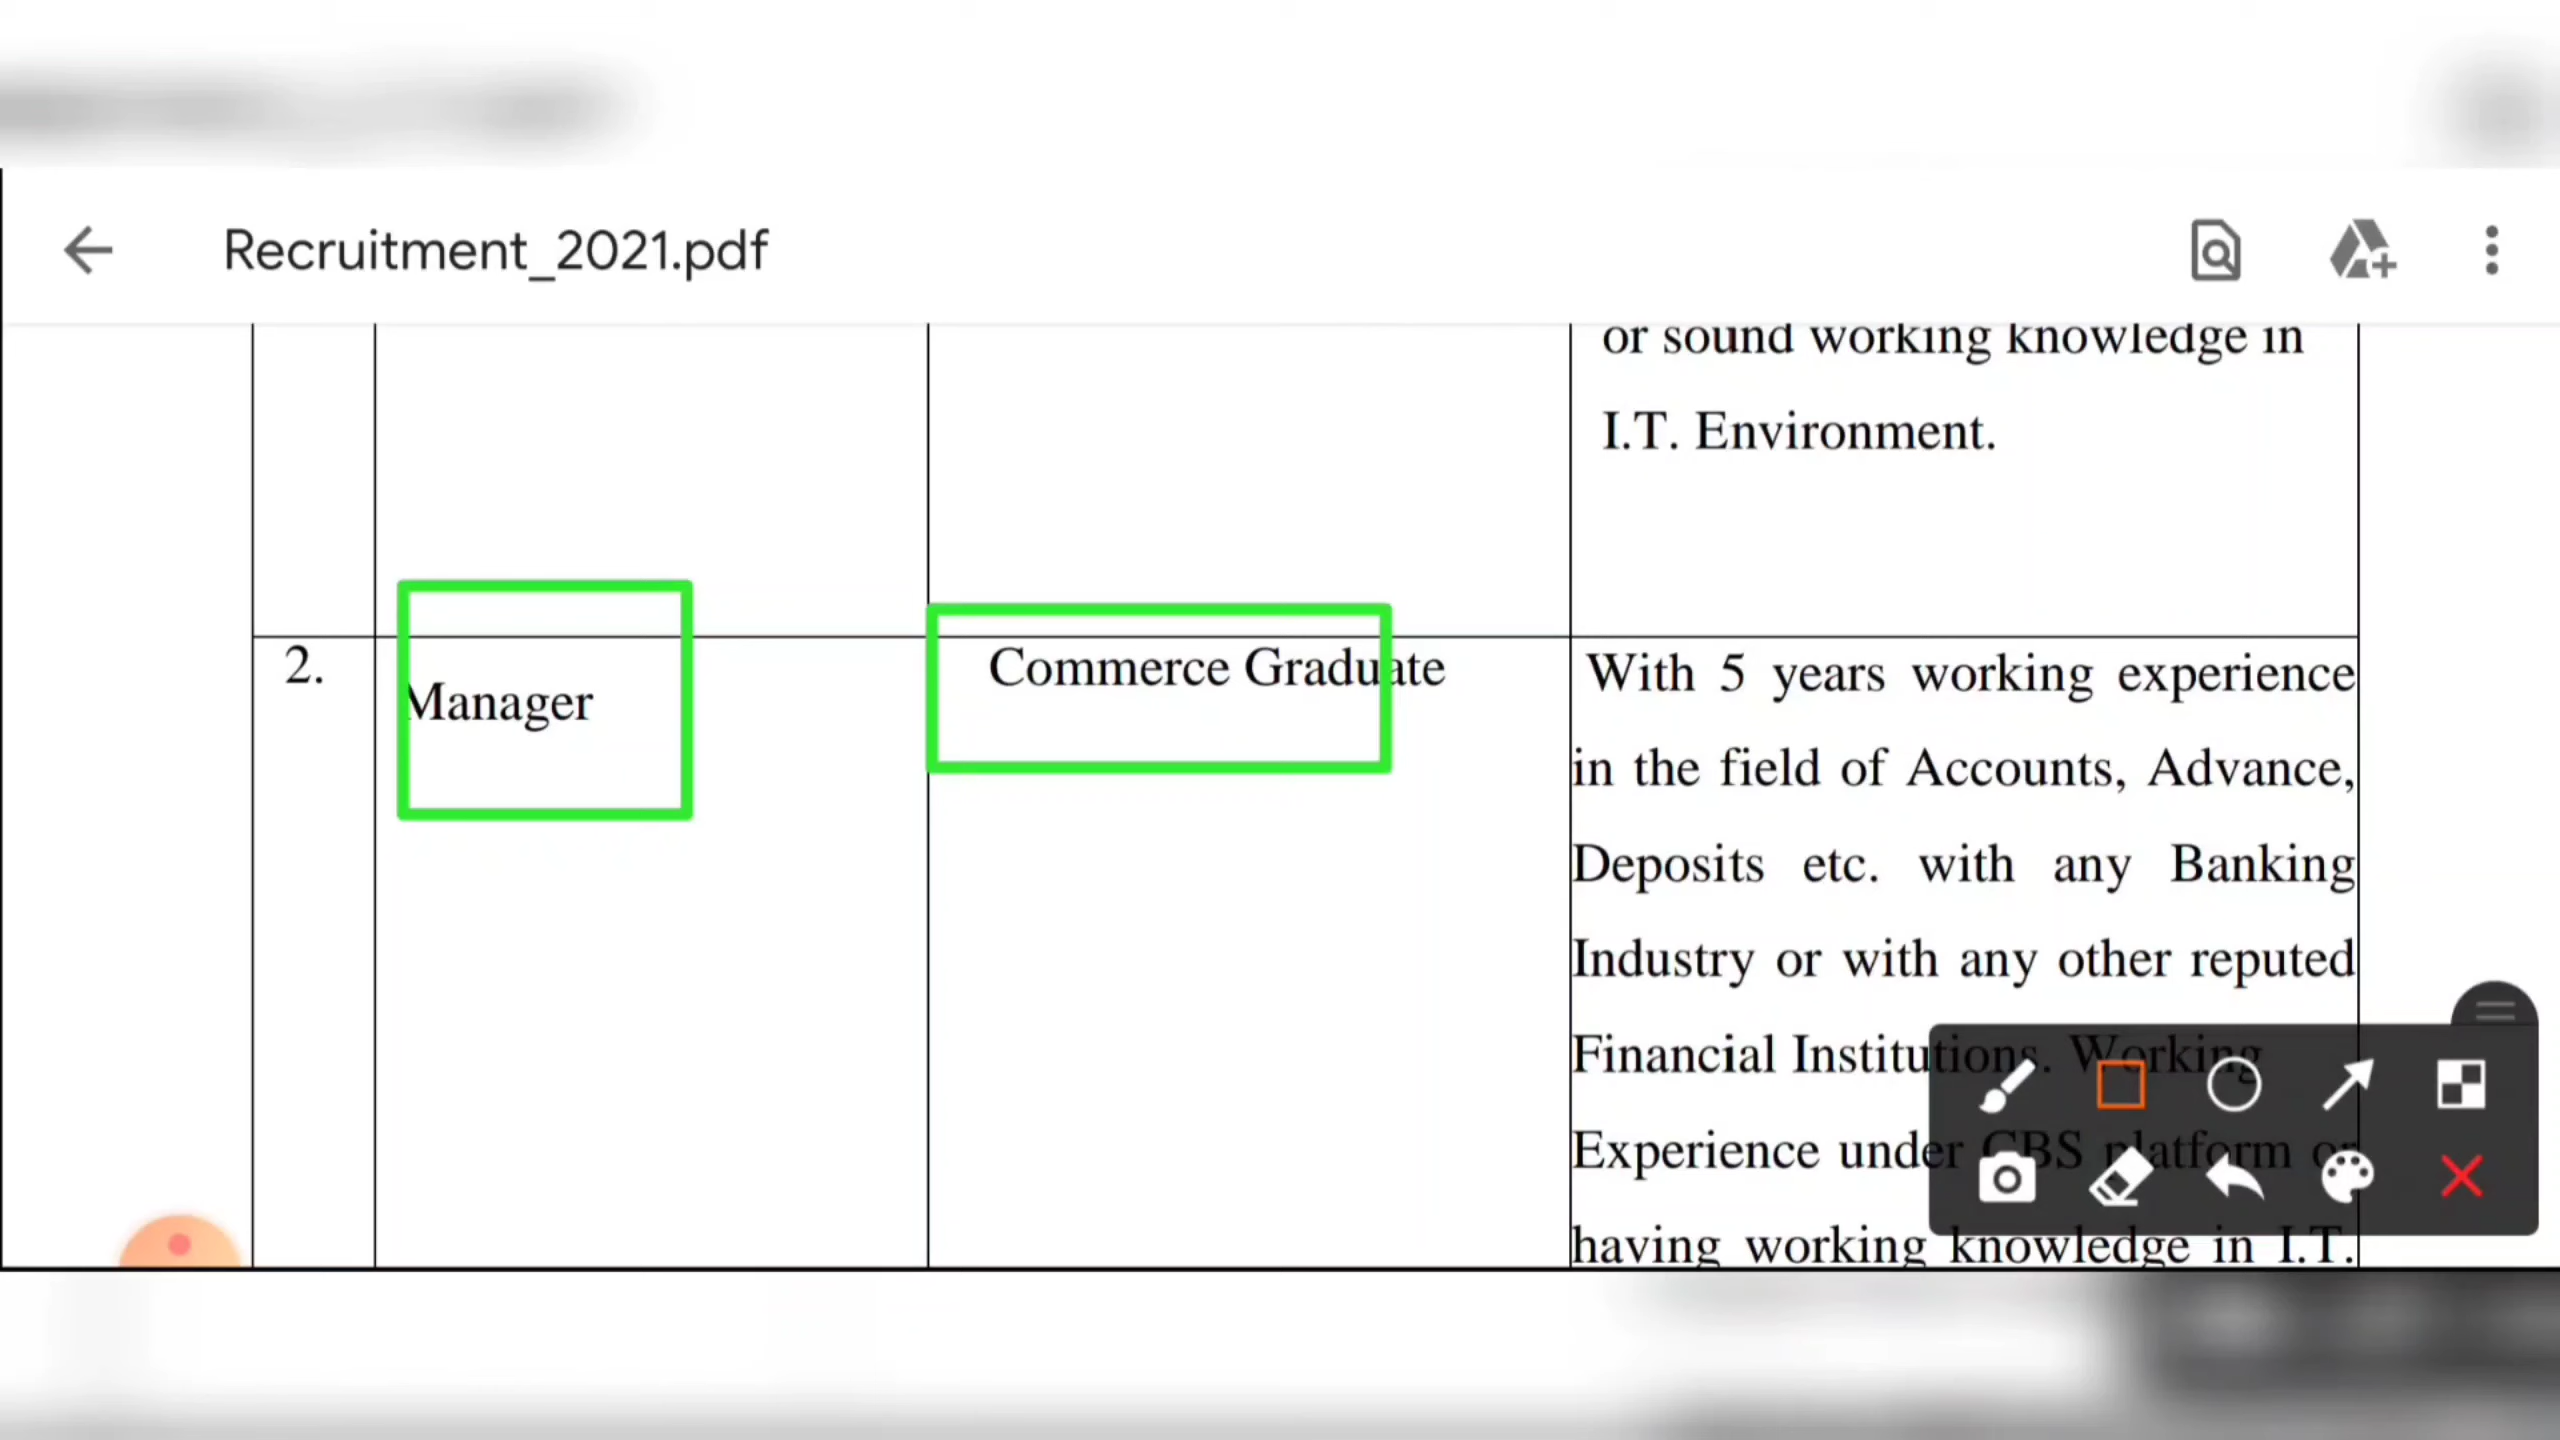 Recruitment_2021.pdf
or sound working knowledge in
I.T. Environment.
2.
Manager
Commerce Graduate
With 5 years working experience
in the field of Accounts, Advance,
Deposits etc. with any Banking
Industry or with any other reputed
Financial Institutions. Working
Experience under CBS platform or
having working knowledge in I.T.